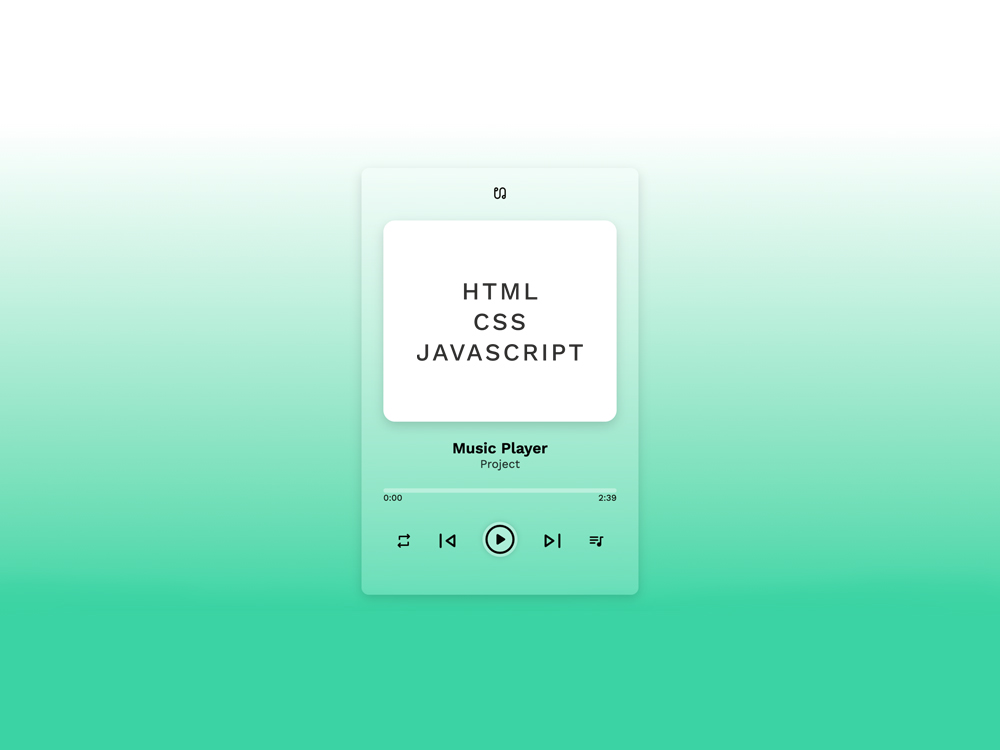 HTML
CSS
JAVASCRIPT
Music Player
Project
0:00 2:39